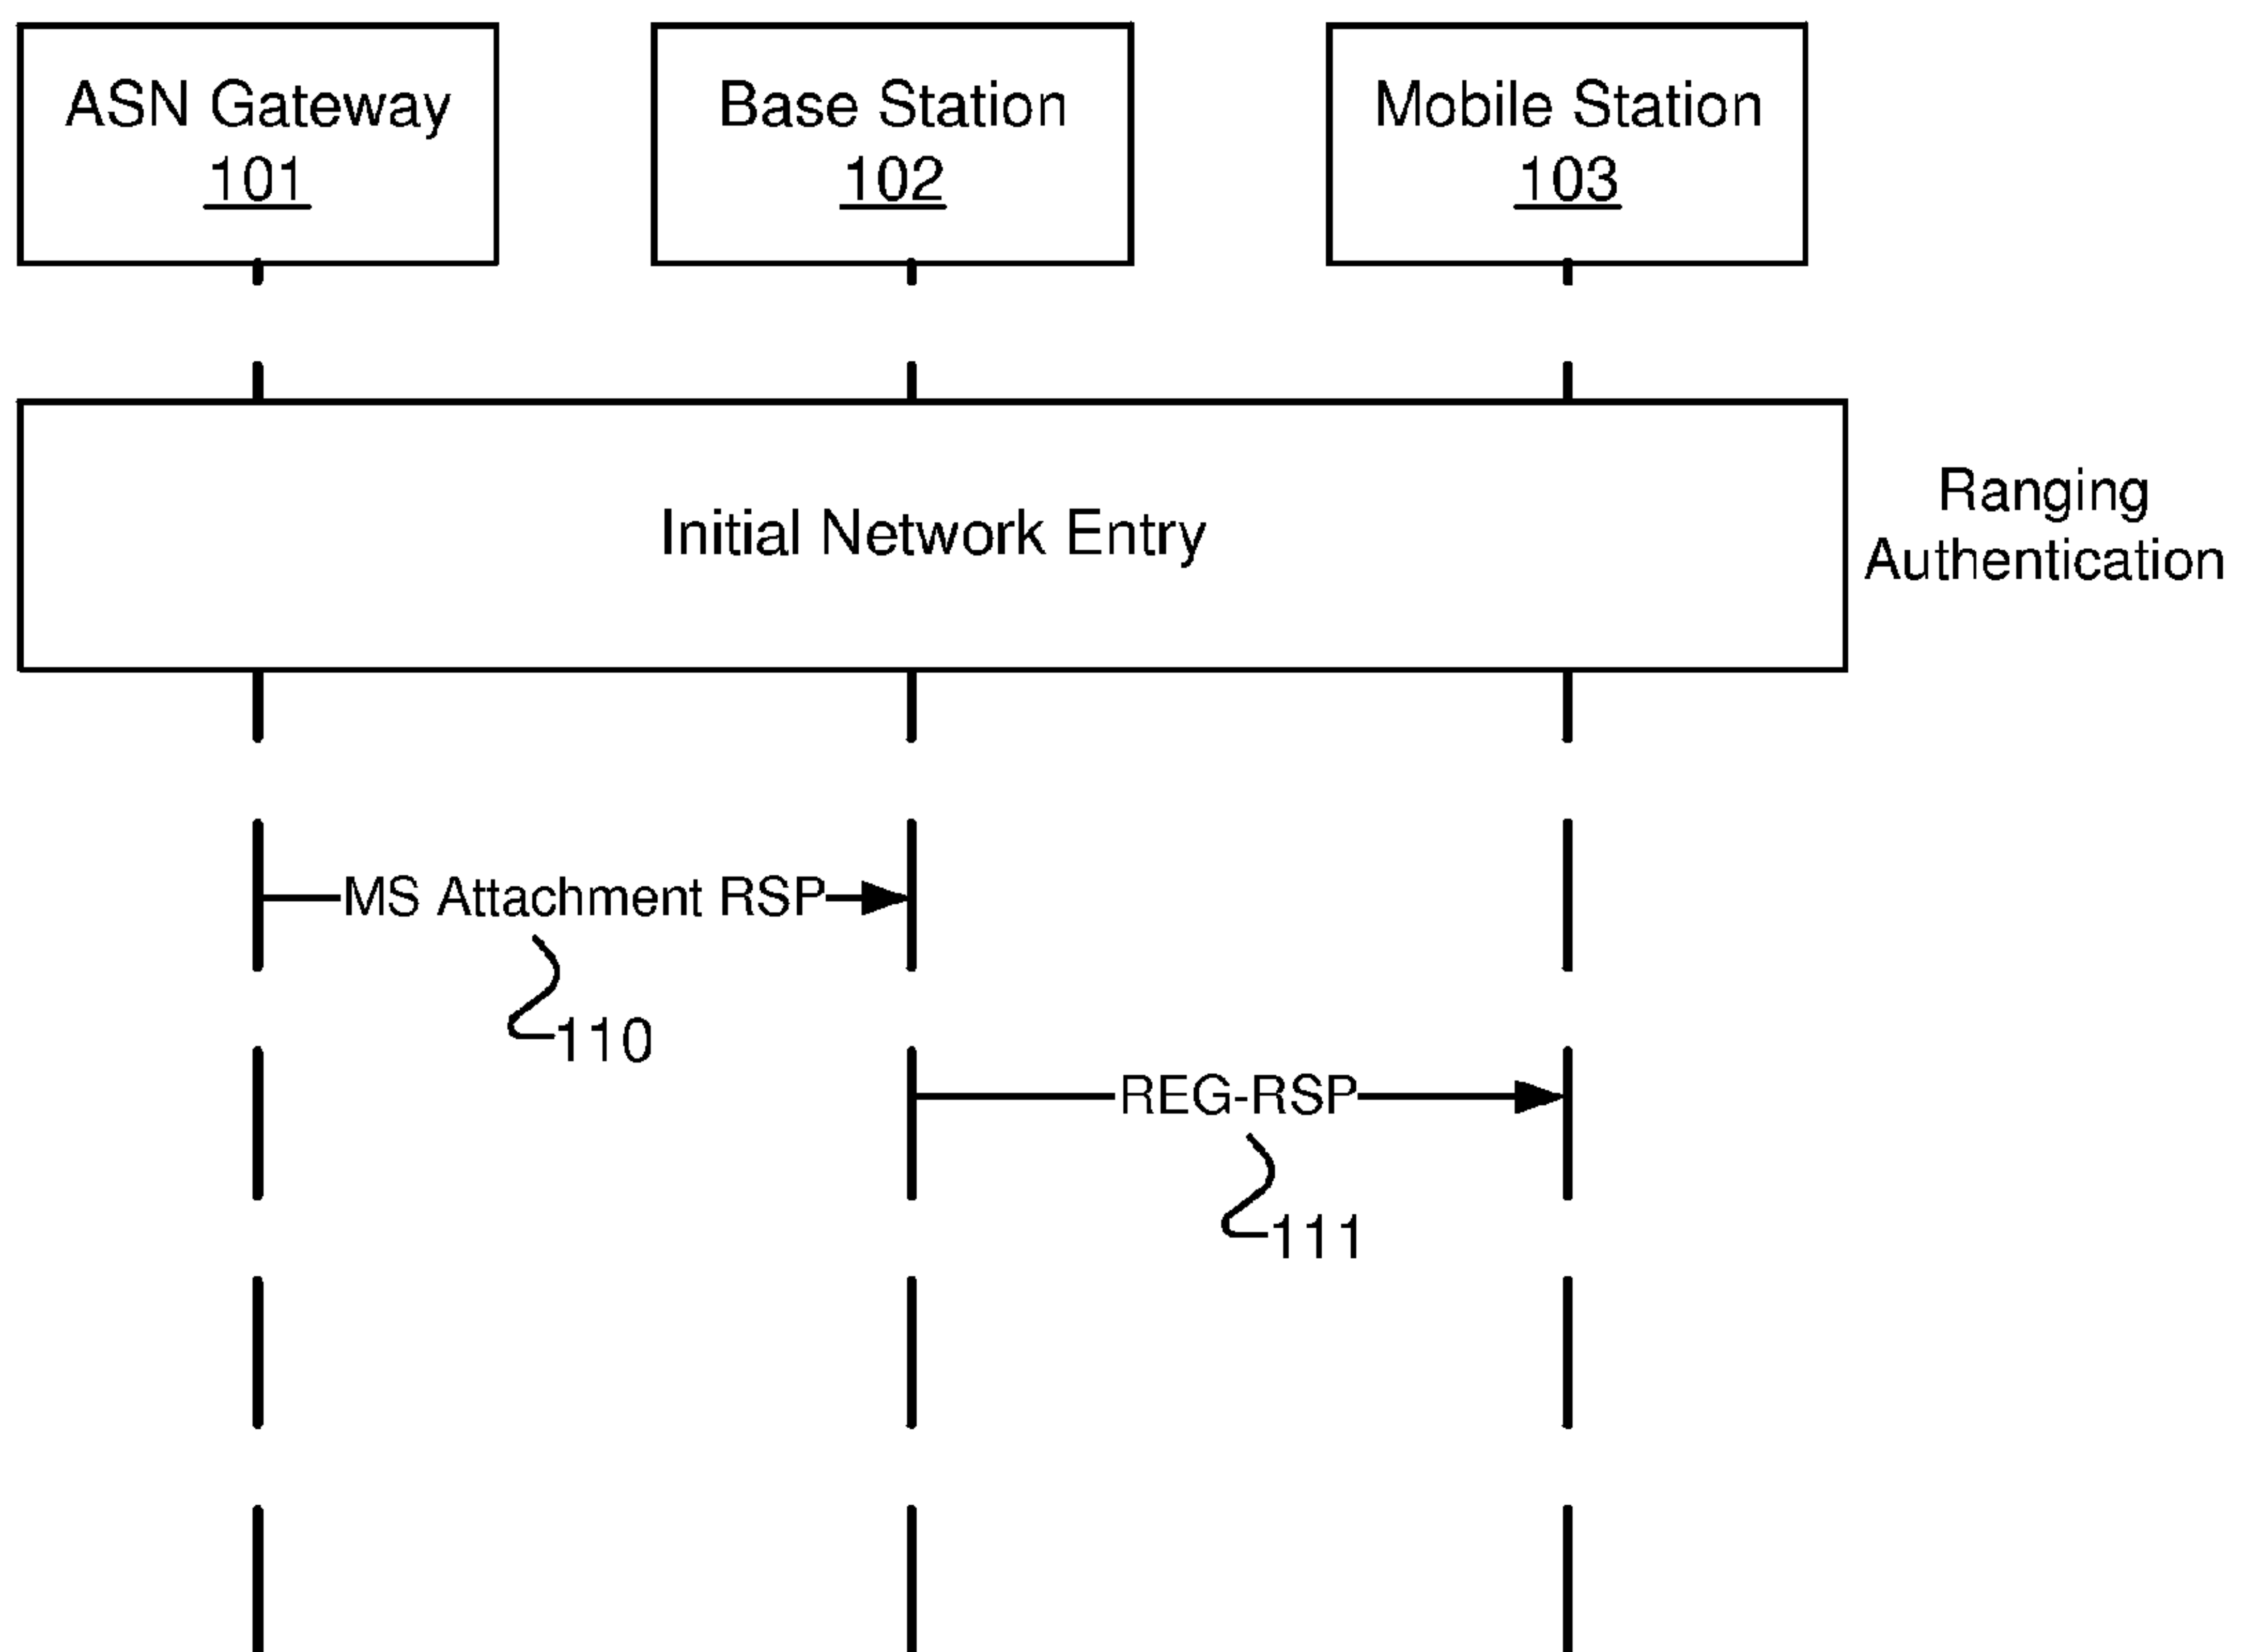 ASN Gateway
101
Base Station
102
Mobile Station
103
Initial Network Entry
Ranging
Authentication
MS Attachment RSP
110
REG-RSP
111